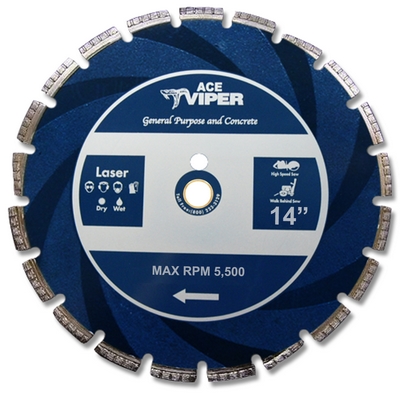 ACE
VIPER
General Purpose and Concrete
Laser
Dry Wet
High Speed Saw
Walk Behind Saw
14"
MAX RPM 5,500